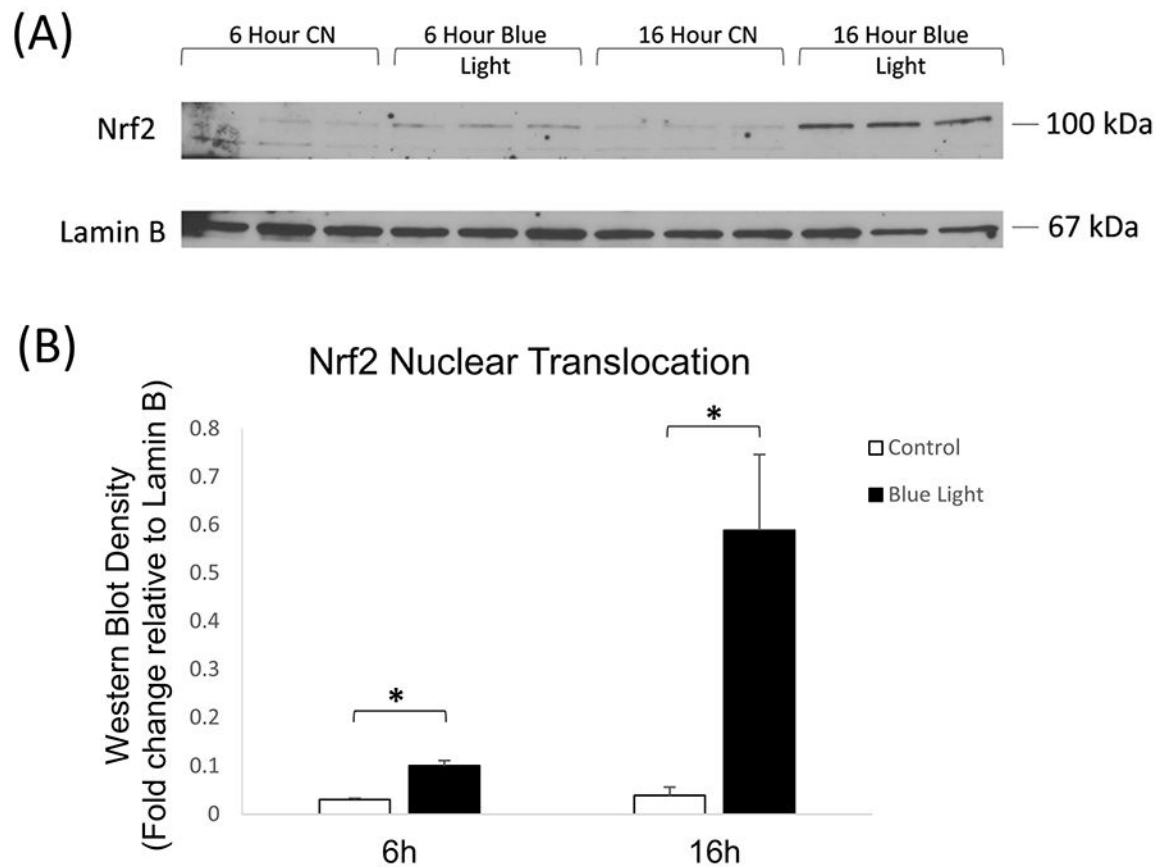 (A)
6 Hour CN
6 Hour Blue
Light
16 Hour CN
16 Hour Blue
Light
Nrf2
100 kDa
Lamin B
67 kDa
(B)
Nrf2 Nuclear Translocation
Western Blot Density
(Fold change relative to Lamin B)
0.8
0.7
0.6
0.5
0.4
0.3
0.2
0.1
0
*
*
Control
Blue Light
6h
16h